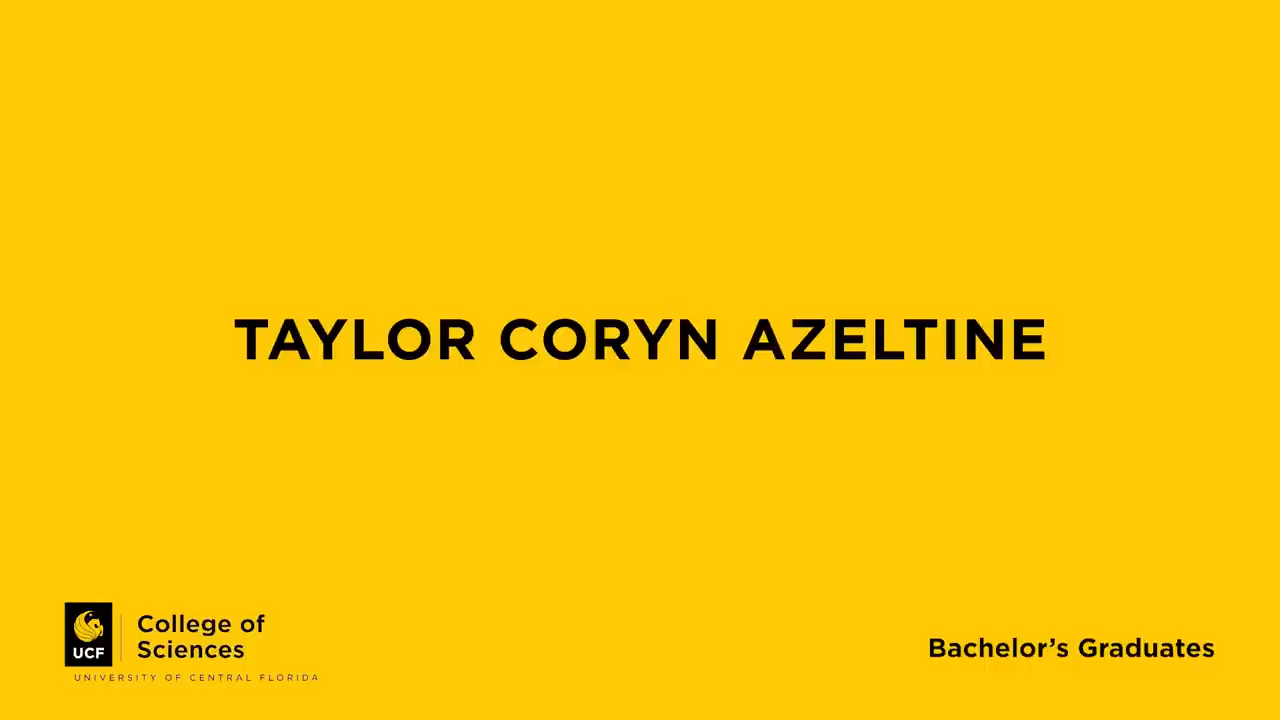 TAYLOR CORYN AZELTINE
UCF
College of
Sciences
UNIVERSITY OF CENTRAL FLORIDA
Bachelor’s Graduates